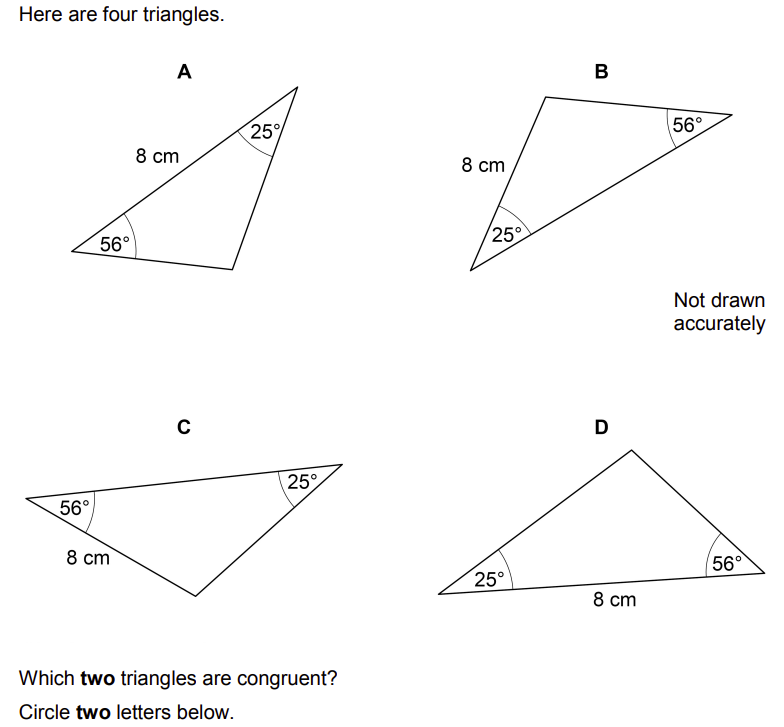 Here are four triangles.
A
B
25°
8 cm
56°
56°
8 cm
25°
Not drawn
accurately
C
D
56°
25°
8 cm
25°
56°
8 cm
Which two triangles are congruent?
Circle two letters below.